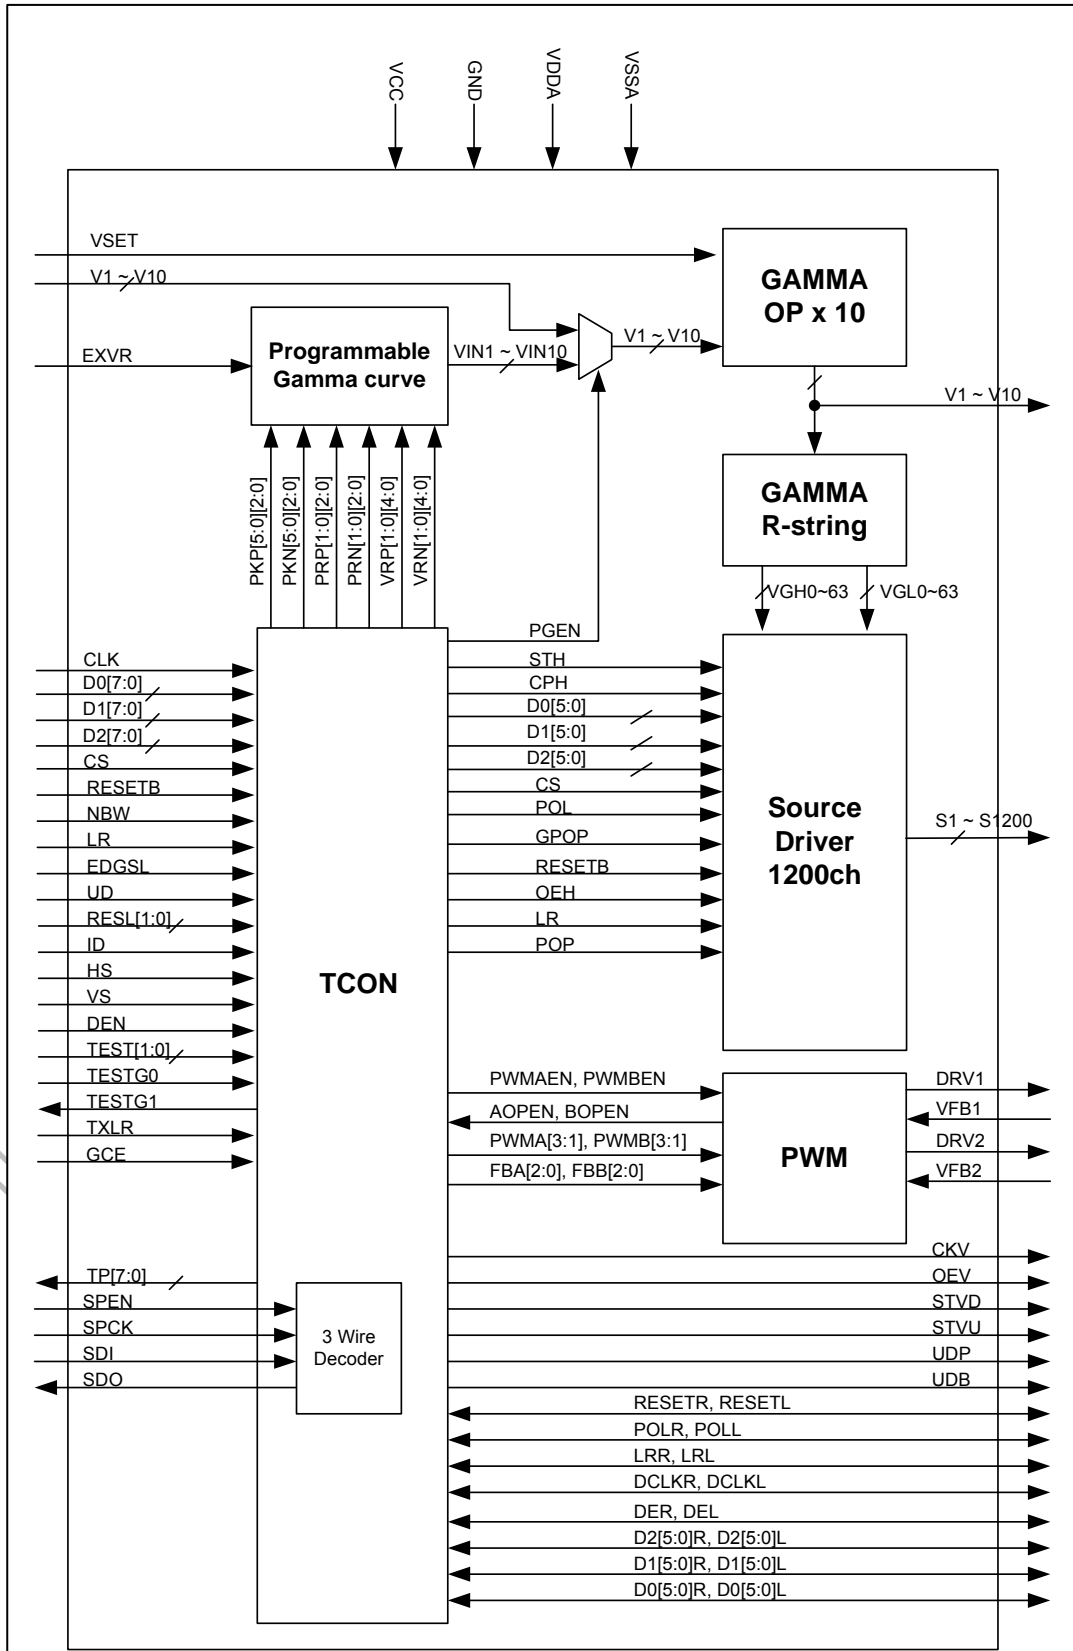 VCC
GND
VDDA
VSSA
VSET
V1 ~ V10
EXVR
Programmable
Gamma curve
VIN1 ~ VIN10
V1 ~ V10
GAMMA
OP x 10
V1 ~ V10
GAMMA
R-string
VGH0~63
VGL0~63
PKP[5:0][2:0]
PKN[5:0][2:0]
PRP[1:0][2:0]
PRN[1:0][2:0]
VRP[1:0][4:0]
VRN[1:0][4:0]
CLK
D0[7:0]
D1[7:0]
D2[7:0]
CS
RESETB
NBW
LR
EDGSL
UD
RESL[1:0]
ID
HS
VS
DEN
TEST[1:0]
TESTG0
TESTG1
TXLR
GCE
TP[7:0]
SPEN
SPCK
SDI
SDO
TCON
3 Wire
Decoder
PGEN
STH
CPH
D0[5:0]
D1[5:0]
D2[5:0]
CS
POL
GPOP
RESETB
OEH
LR
POP
Source
Driver
1200ch
S1 ~ S1200
PWMAEN, PWMBEN
AOPEN, BOPEN
PWMA[3:1], PWMB[3:1]
FBA[2:0], FBB[2:0]
PWM
DRV1
VFB1
DRV2
VFB2
CKV
OEV
STVD
STVU
UDP
UDB
RESETR, RESETL
POLR, POLL
LRR, LRL
DCLKR, DCLKL
DER, DEL
D2[5:0]R, D2[5:0]L
D1[5:0]R, D1[5:0]L
D0[5:0]R, D0[5:0]L